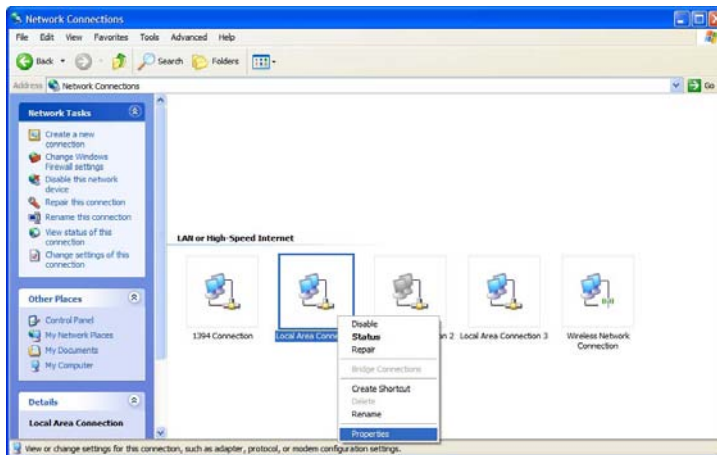 Network Connections
File Edit View Favorites Tools Advanced Help
Back Search Folders
Address Network Connections Go
Network Tasks
Create a new
connection
Change Windows
Firewall settings
Disable this network
device
Repair this connection
Rename this connection
View status of this
connection
Change settings of this
connection
Other Places
Control Panel
My Network Places
My Documents
My Computer
Details
Local Area Connection
LAN or High-Speed Internet
1394 Connection
Local Area Conne
n 2
Local Area Connection 3
Wireless Network
Connection
Disable
Status
Repair
Bridge Connections
Create Shortcut
Delete
Rename
Properties
View or change settings for this connection, such as adapter, protocol, or modem configuration settings.